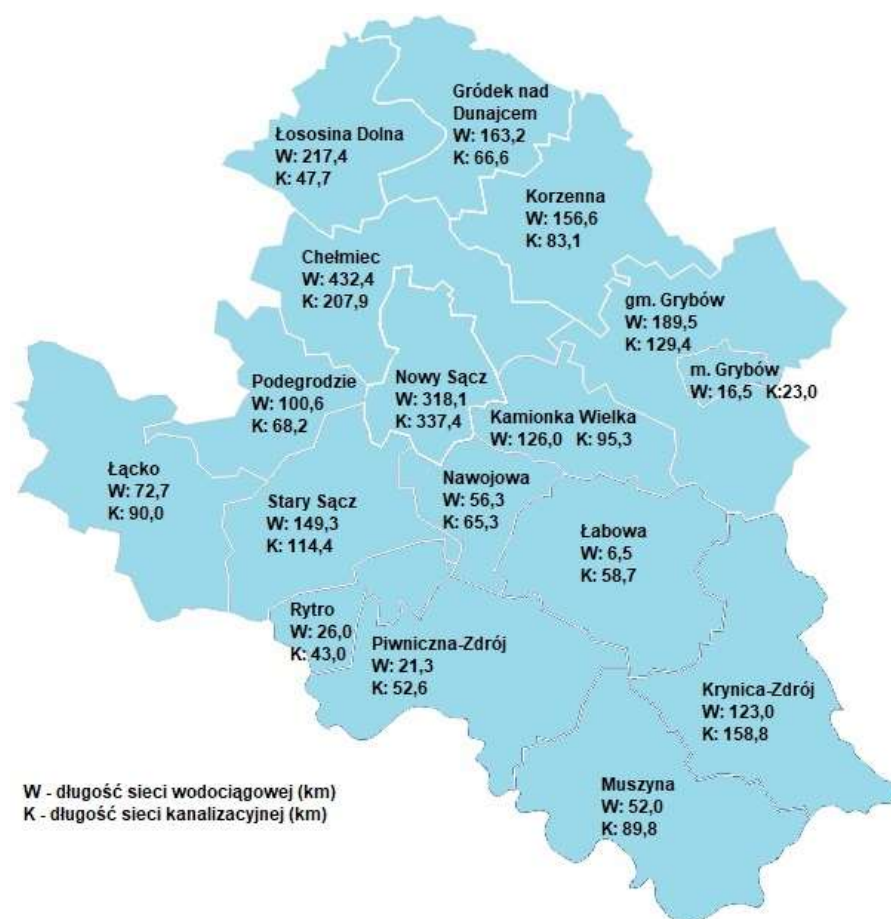 Gródek nad
Dunajcem
W: 163,2
K: 66,6
Łososina Dolna
W: 217,4
K: 47,7
Korzenna
W: 156,6
K: 83,1
Chełmiec
W: 432,4
K: 207,9
gm. Grybów
W: 189,5
K: 129,4
m. Grybów
W: 16,5 K:23,0
Podegrodzie
W: 100,6
K: 68,2
Nowy Sącz
W: 318,1
K: 337,4
Kamionka Wielka
W: 126,0 K: 95,3
Łącko
W: 72,7
K: 90,0
Stary Sącz
W: 149,3
K: 114,4
Nawojowa
W: 56,3
K: 65,3
Łabowa
W: 6,5
K: 58,7
Rytro
W: 26,0
K: 43,0
Piwniczna-Zdrój
W: 21,3
K: 52,6
Krynica-Zdrój
W: 123,0
K: 158,8
Muszyna
W: 52,0
K: 89,8
W - długość sieci wodociągowej (km)
K - długość sieci kanalizacyjnej (km)